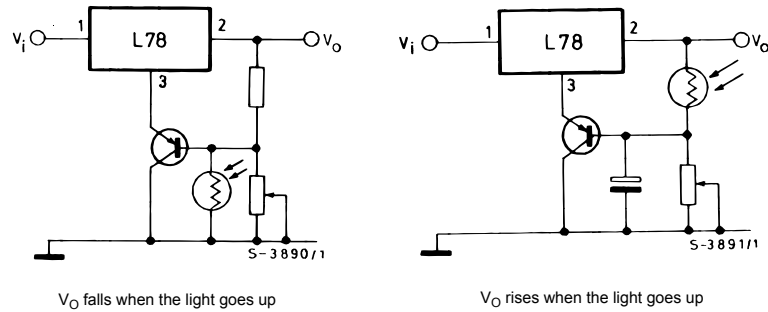 1
L78
2
Vi
Vo
3
S-3890/1
VO falls when the light goes up
1
L78
2
Vi
Vo
3
S-3891/1
VO rises when the light goes up